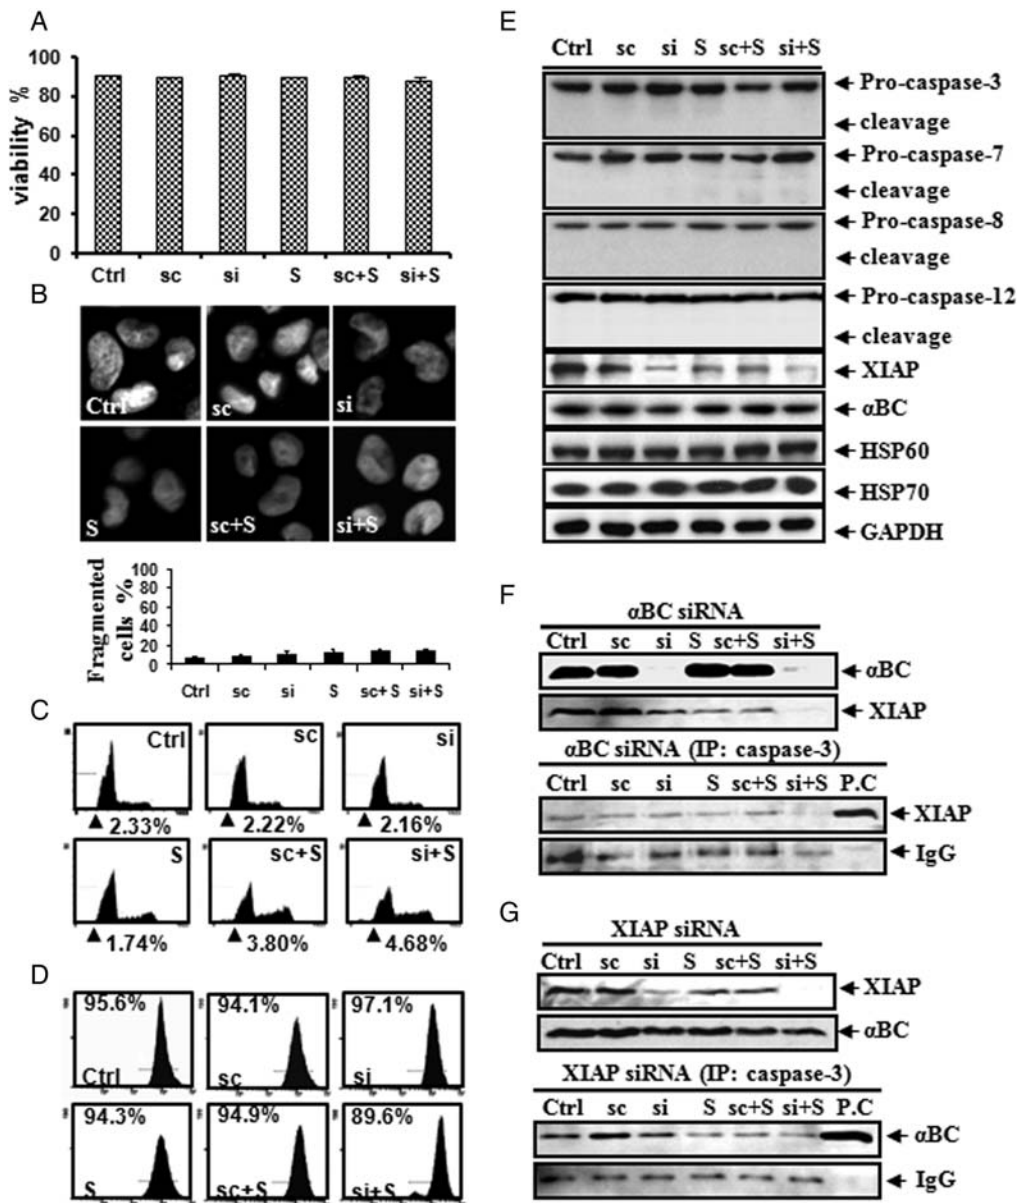 A
viability %
100
80
60
40
20
0
Ctrl sc si S sc+S si+S
B
Ctrl sc si
S sc+S si+S
Fragmented
cells %
100
80
60
40
20
0
Ctrl sc si S sc+S si+S
C
Ctrl sc si
▲ 2.33% ▲ 2.22% ▲ 2.16%
S sc+S si+S
▲ 1.74% ▲ 3.80% ▲ 4.68%
D
95.6% 94.1% 97.1%
Ctrl sc si
94.3% 94.9% 89.6%
S sc+S si+S
E
Ctrl sc si S sc+S si+S
Pro-caspase-3
cleavage
Pro-caspase-7
cleavage
Pro-caspase-8
cleavage
Pro-caspase-12
cleavage
XIAP
αBC
HSP60
HSP70
GAPDH
F
αBC siRNA
Ctrl sc si S sc+S si+S
αBC
XIAP
αBC siRNA (IP: caspase-3)
Ctrl sc si S sc+S si+S P.C
XIAP
IgG
G
XIAP siRNA
Ctrl sc si S sc+S si+S
XIAP
αBC
XIAP siRNA (IP: caspase-3)
Ctrl sc si S sc+S si+S P.C
αBC
IgG